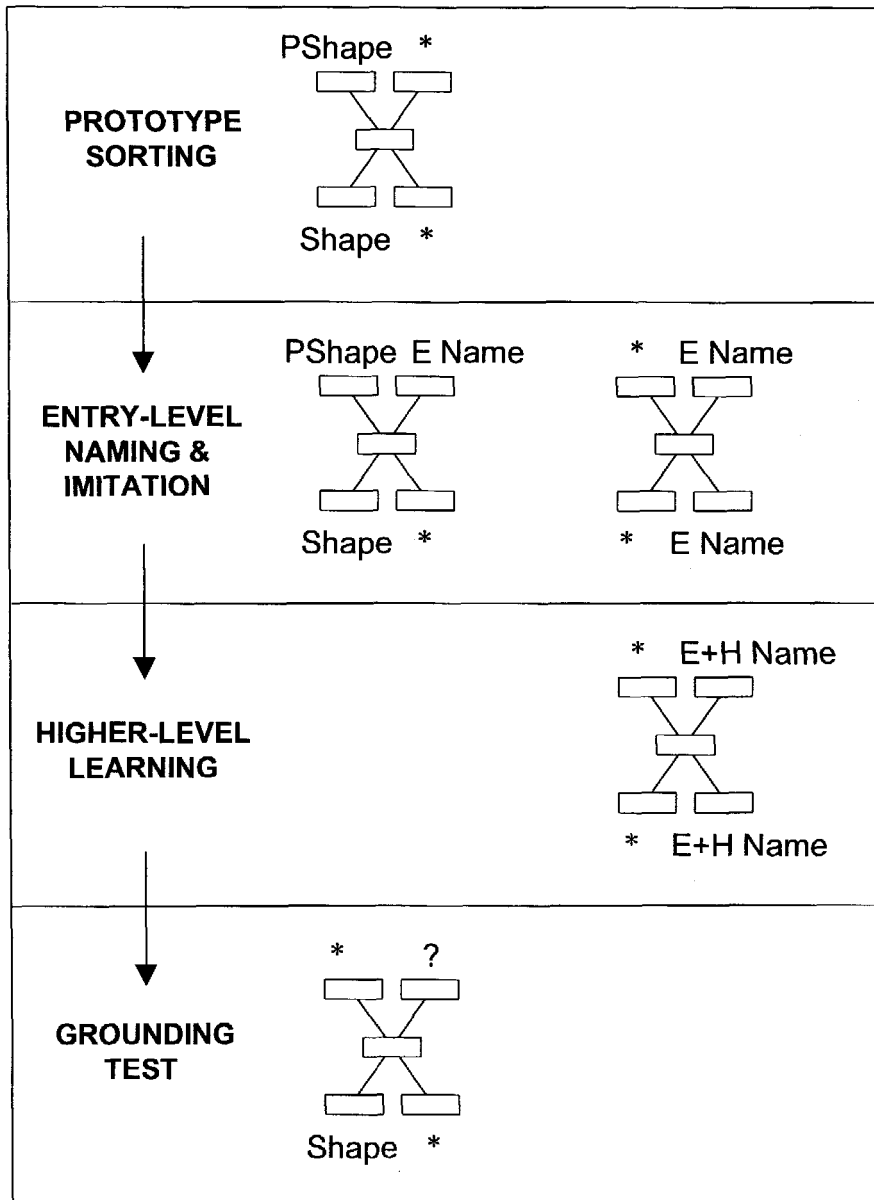 PShape *
PROTOTYPE
SORTING
Shape *
PShape E Name
* E Name
ENTRY-LEVEL
NAMING &
IMITATION
Shape *
* E Name
* E+H Name
HIGHER-LEVEL
LEARNING
* E+H Name
* ?
GROUNDING
TEST
Shape *